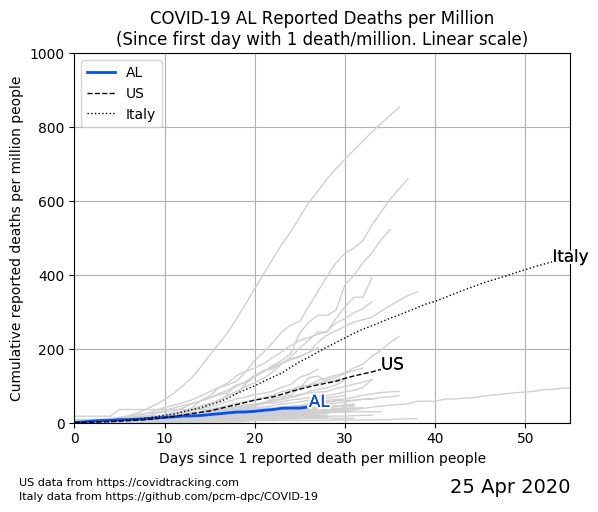 COVID-19 AL Reported Deaths per Million
(Since first day with 1 death/million. Linear scale)
Cumulative reported deaths per million people
1000
800
600
400
200
0
AL
US
Italy
Italy
US
AL
0 10 20 30 40 50
Days since 1 reported death per million people
US data from https://covidtracking.com
Italy data from https://github.com/pcm-dpc/COVID-19
25 Apr 2020